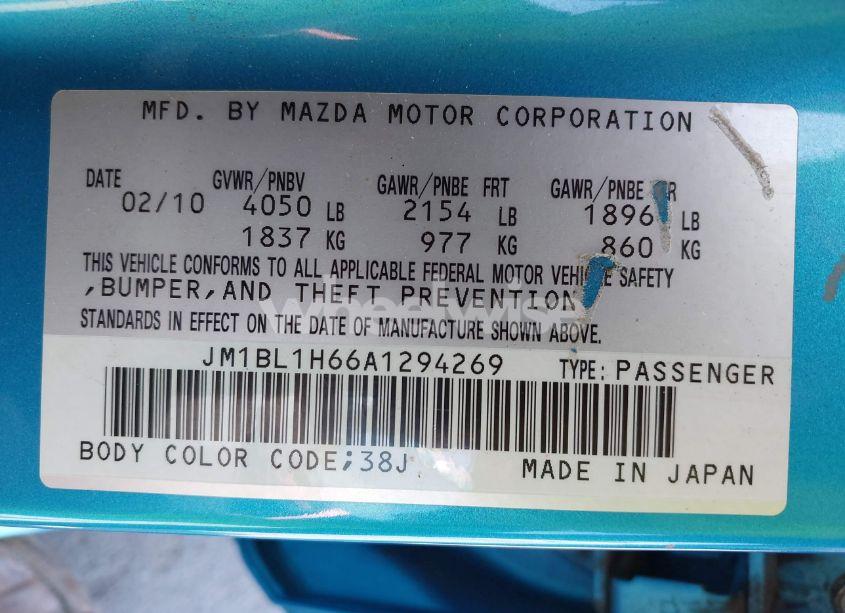 MFD. BY MAZDA MOTOR CORPORATION
DATE GVWR/PNBV GAWR/PNBE FRT GAWR/PNBE RR
02/10 4050 LB 2154 LB 1896 LB
1837 KG 977 KG 860 KG
THIS VEHICLE CONFORMS TO ALL APPLICABLE FEDERAL MOTOR VEHICLE SAFETY
,BUMPER,AND THEFT PREVENTION
STANDARDS IN EFFECT ON THE DATE OF MANUFACTURE SHOWN ABOVE.
wheelwise
JM1BL1H66A1294269 TYPE: PASSENGER
BODY COLOR CODE;38J
MADE IN JAPAN